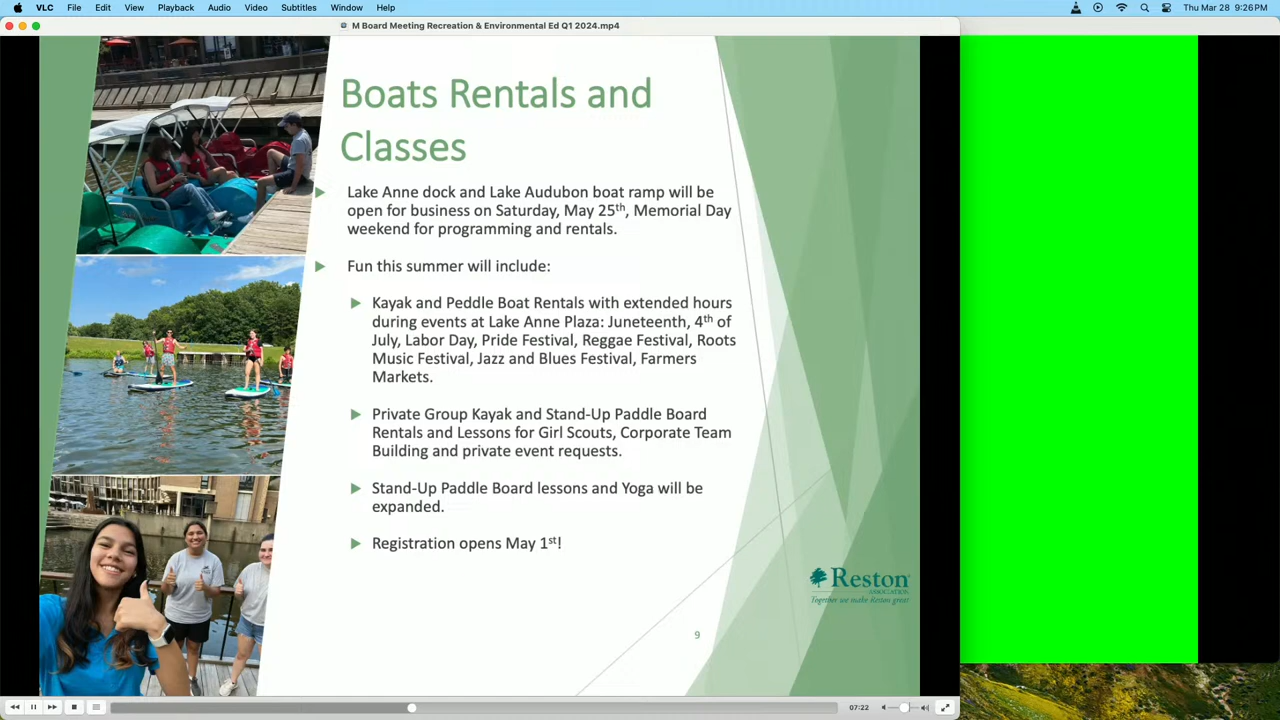 VLC File Edit View Playback Audio Video Subtitles Window Help Thu Mar 28 9:26PM
M Board Meeting Recreation & Environmental Ed Q1 2024.mp4
Boats Rentals and
Classes
Lake Anne dock and Lake Audubon boat ramp will be
open for business on Saturday, May 25th, Memorial Day
weekend for programming and rentals.
Fun this summer will include:
Kayak and Peddle Boat Rentals with extended hours
during events at Lake Anne Plaza: Juneteenth, 4th of
July, Labor Day, Pride Festival, Reggae Festival, Roots
Music Festival, Jazz and Blues Festival, Farmers
Markets.
Private Group Kayak and Stand-Up Paddle Board
Rentals and Lessons for Girl Scouts, Corporate Team
Building and private event requests.
Stand-Up Paddle Board lessons and Yoga will be
expanded.
Registration opens May 1st!
Reston
ASSOCIATION
Together we make Reston great!
9
07:22